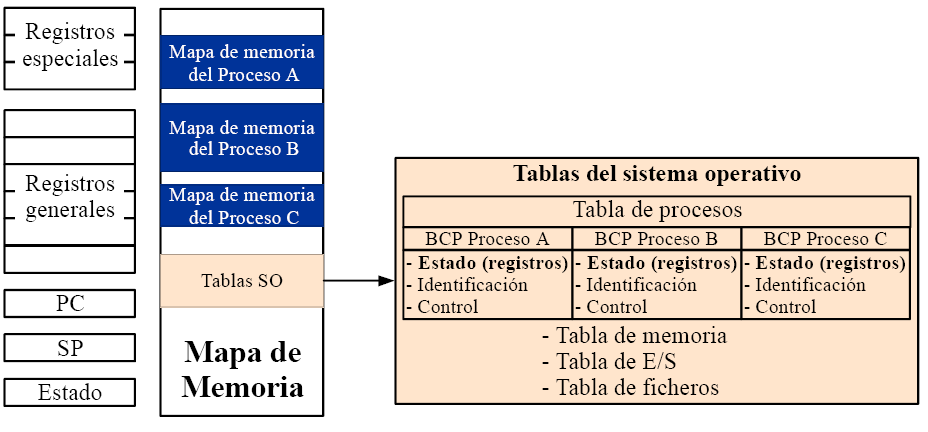 Registros
especiales
Registros
generales
PC
SP
Estado
Mapa de memoria
del Proceso A
Mapa de memoria
del Proceso B
Mapa de memoria
del Proceso C
Tablas SO
Mapa de
Memoria
Tablas del sistema operativo
Tabla de procesos
BCP Proceso A
- Estado (registros)
- Identificación
- Control
BCP Proceso B
- Estado (registros)
- Identificación
- Control
BCP Proceso C
- Estado (registros)
- Identificación
- Control
- Tabla de memoria
- Tabla de E/S
- Tabla de ficheros